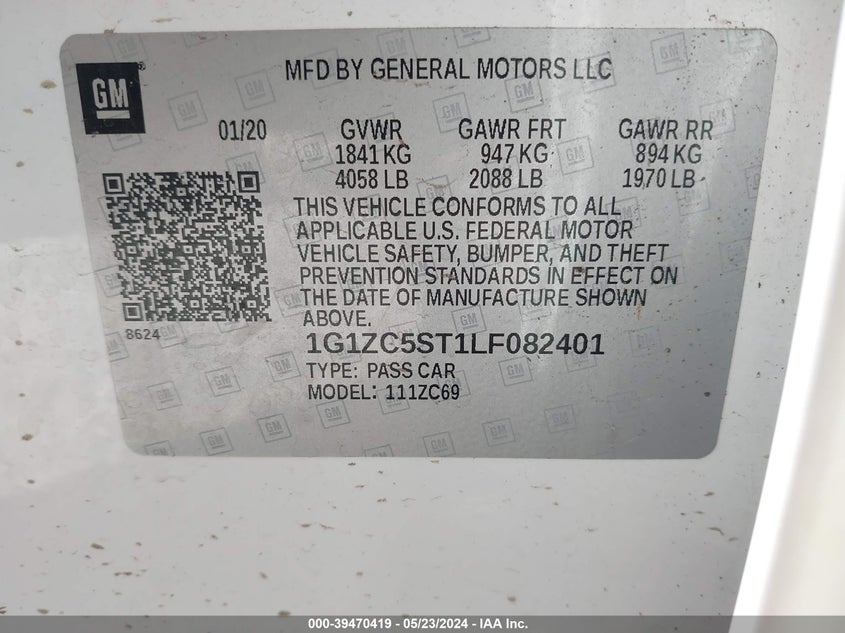 GM
MFD BY GENERAL MOTORS LLC
01/20 GVWR GAWR FRT GAWR RR
1841 KG 947 KG 894 KG
4058 LB 2088 LB 1970 LB
THIS VEHICLE CONFORMS TO ALL
APPLICABLE U.S. FEDERAL MOTOR
VEHICLE SAFETY, BUMPER, AND THEFT
PREVENTION STANDARDS IN EFFECT ON
THE DATE OF MANUFACTURE SHOWN
ABOVE.
8624
1G1ZC5ST1LF082401
TYPE: PASS CAR
MODEL: 111ZC69
000-39470419 - 05/23/2024 - IAA Inc.